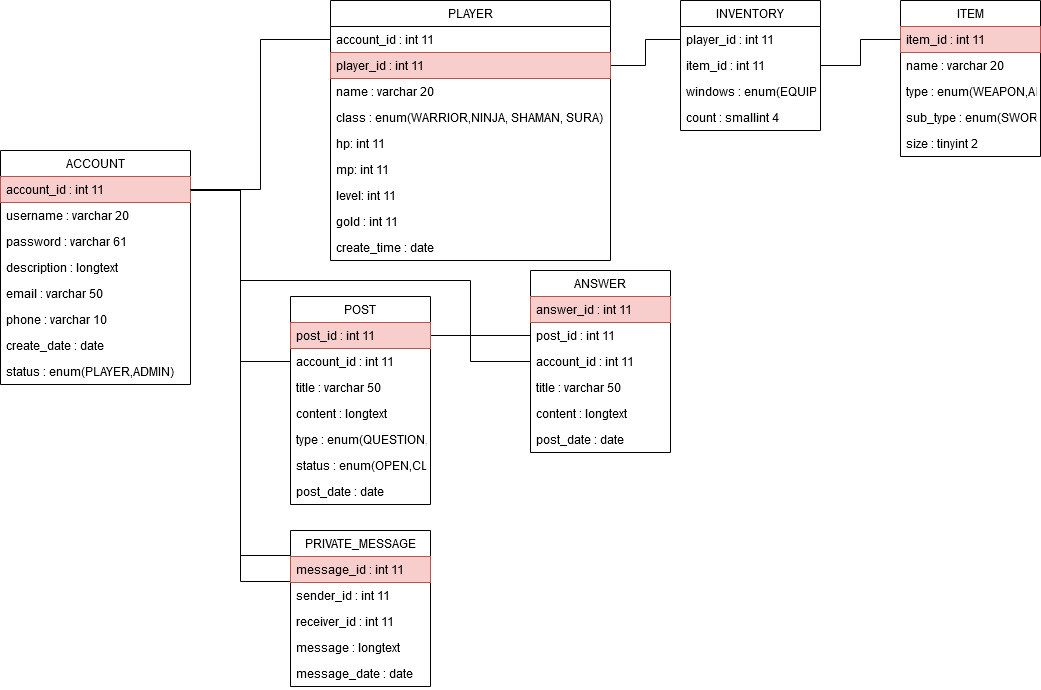 PLAYER
account_id : int 11
player_id : int 11
name : varchar 20
class : enum(WARRIOR,NINJA, SHAMAN, SURA)
hp: int 11
mp: int 11
level: int 11
gold : int 11
create_time : date
INVENTORY
player_id : int 11
item_id : int 11
windows : enum(EQUIP
count : smallint 4
ITEM
item_id : int 11
name : varchar 20
type : enum(WEAPON,
sub_type : enum(SWOR
size : tinyint 2
ACCOUNT
account_id : int 11
username : varchar 20
password : varchar 61
description : longtext
email : varchar 50
phone : varchar 10
create_date : date
status : enum(PLAYER,ADMIN)
POST
post_id : int 11
account_id : int 11
title : varchar 50
content : longtext
type : enum(QUESTION,
status : enum(OPEN,CL
post_date : date
ANSWER
answer_id : int 11
post_id : int 11
account_id : int 11
title : varchar 50
content : longtext
post_date : date
PRIVATE_MESSAGE
message_id : int 11
sender_id : int 11
receiver_id : int 11
message : longtext
message_date : date